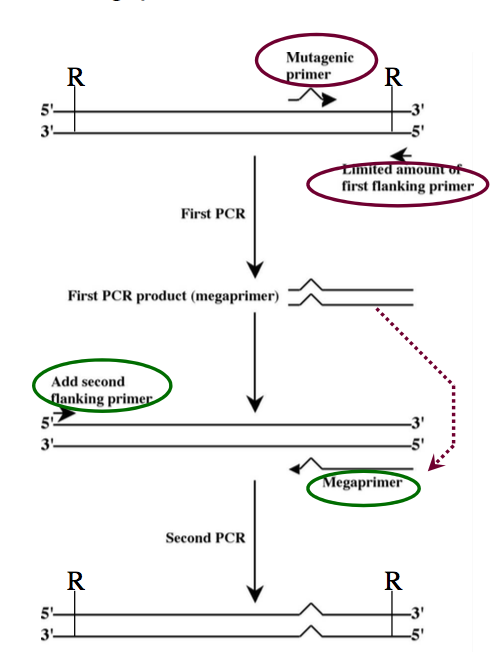 Mutagenic
primer
R R
5' 3'
3' 5'
Limited amount of
first flanking primer
First PCR
First PCR product (megaprimer)
Add second
flanking primer
5' 3'
3' 5'
Megaprimer
Second PCR
R R
5' 3'
3' 5'